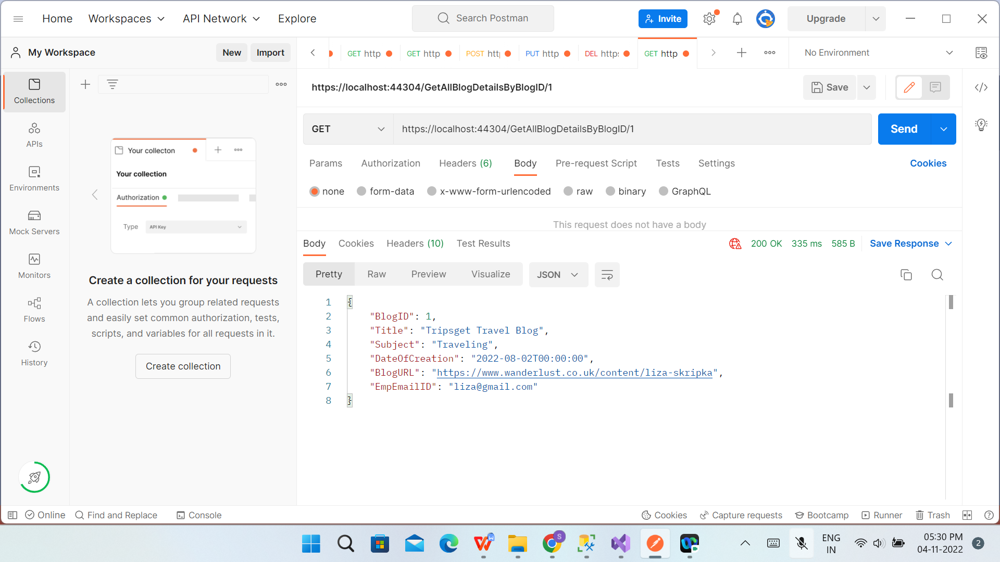 Home Workspaces API Network Explore Search Postman Invite Upgrade
My Workspace New Import GET http GET http POST htt PUT http DEL http GET http No Environment
Collections
APIs
Environments
Mock Servers
Monitors
Flows
History
Your collecton
Your collection
Authorization
Type API Key
Create a collection for your requests
A collection lets you group related requests
and easily set common authorization, tests,
scripts, and variables for all requests in it.
Create collection
https://localhost:44304/GetAllBlogDetailsByBlogID/1 Save
GET https://localhost:44304/GetAllBlogDetailsByBlogID/1 Send
Params Authorization Headers (6) Body Pre-request Script Tests Settings Cookies
none form-data x-www-form-urlencoded raw binary GraphQL
This request does not have a body
Body Cookies Headers (10) Test Results 200 OK 335 ms 585 B Save Response
Pretty Raw Preview Visualize JSON
1 {
2 "BlogID": 1,
3 "Title": "Tripsget Travel Blog",
4 "Subject": "Traveling",
5 "DateOfCreation": "2022-08-02T00:00:00",
6 "BlogURL": "https://www.wanderlust.co.uk/content/liza-skripka",
7 "EmpEmailID": "liza@gmail.com"
8 }
Online Find and Replace Console Cookies Capture requests Bootcamp Runner Trash
S
ENG
IN
05:30 PM
04-11-2022
2